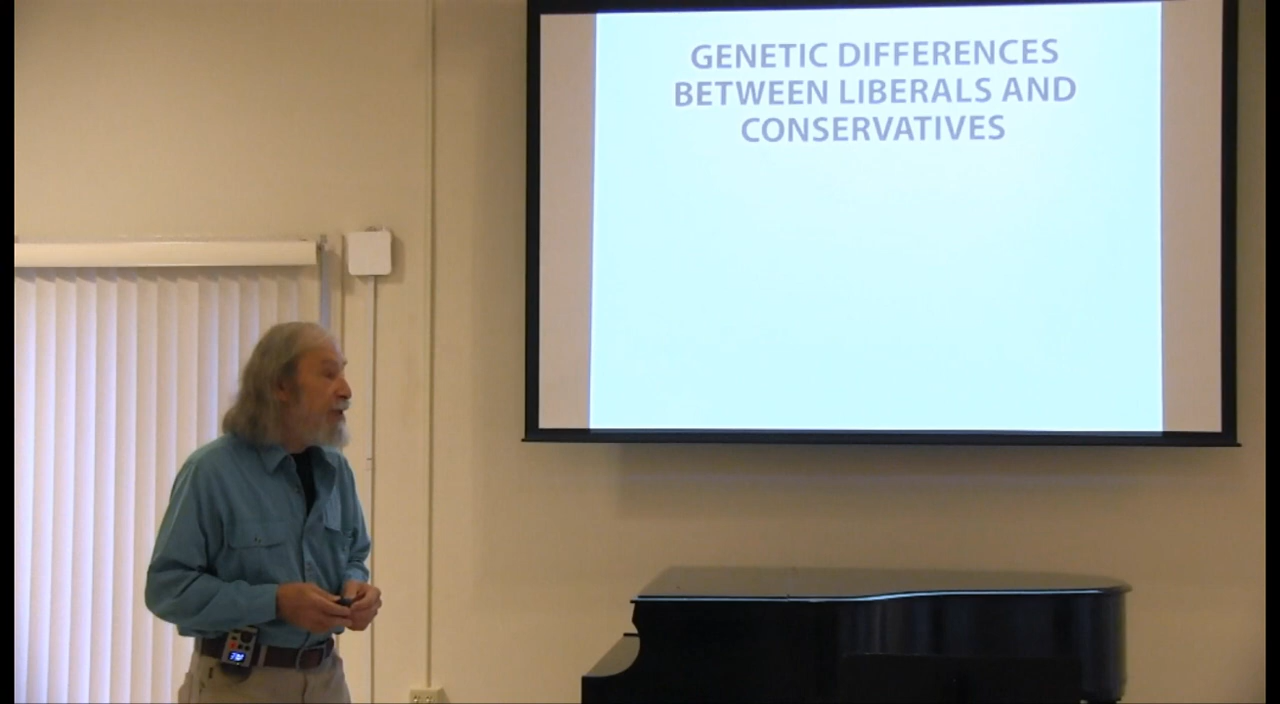 GENETIC DIFFERENCES
BETWEEN LIBERALS AND
CONSERVATIVES